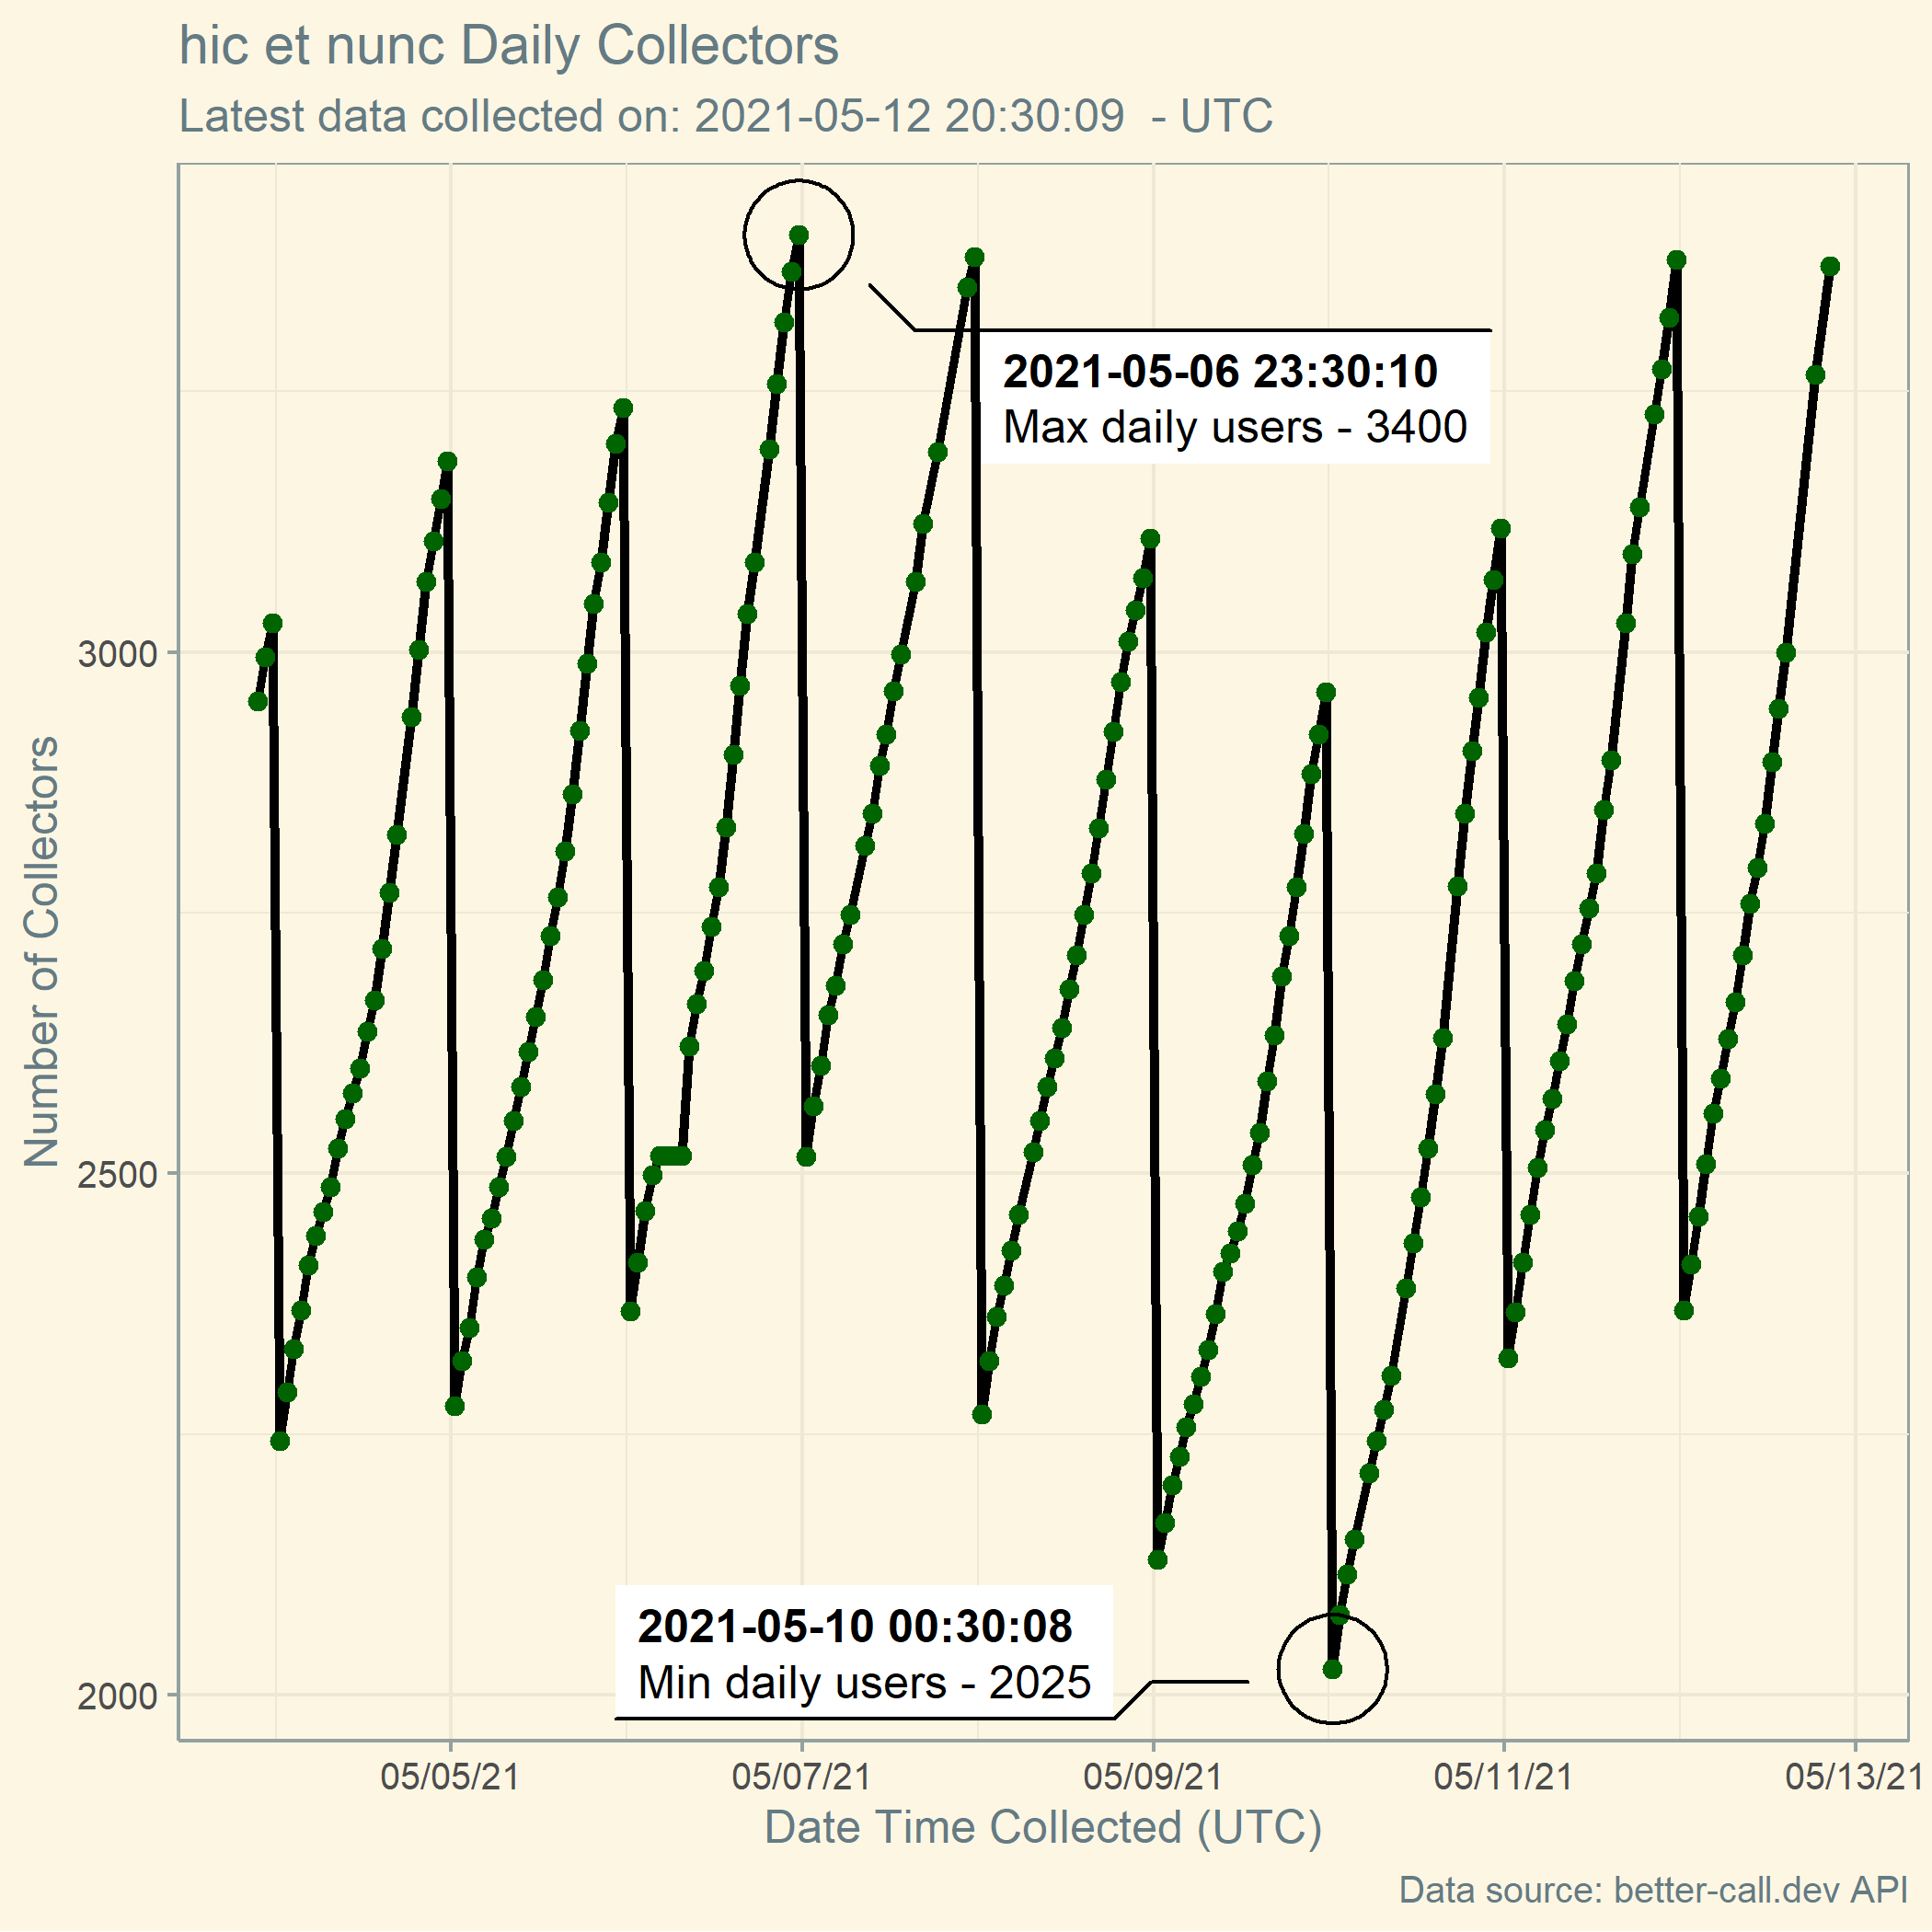 hic et nunc Daily Collectors
Latest data collected on: 2021-05-12 20:30:09  - UTC
2021-05-06 23:30:10
Max daily users - 3400
3000
Number of Collectors
2500
2021-05-10 00:30:08
Min daily users - 2025
2000
05/05/21 05/07/21 05/09/21 05/11/21 05/13/21
Date Time Collected (UTC)
Data source: better-call.dev API